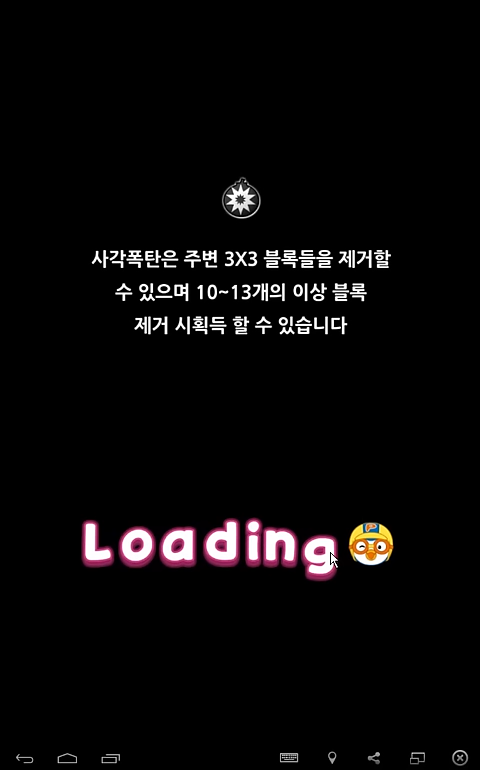 사각폭탄은 주변 3X3 블록들을 제거할
수 있으며 10~13개의 이상 블록
제거 시획득 할 수 있습니다
Loading
P